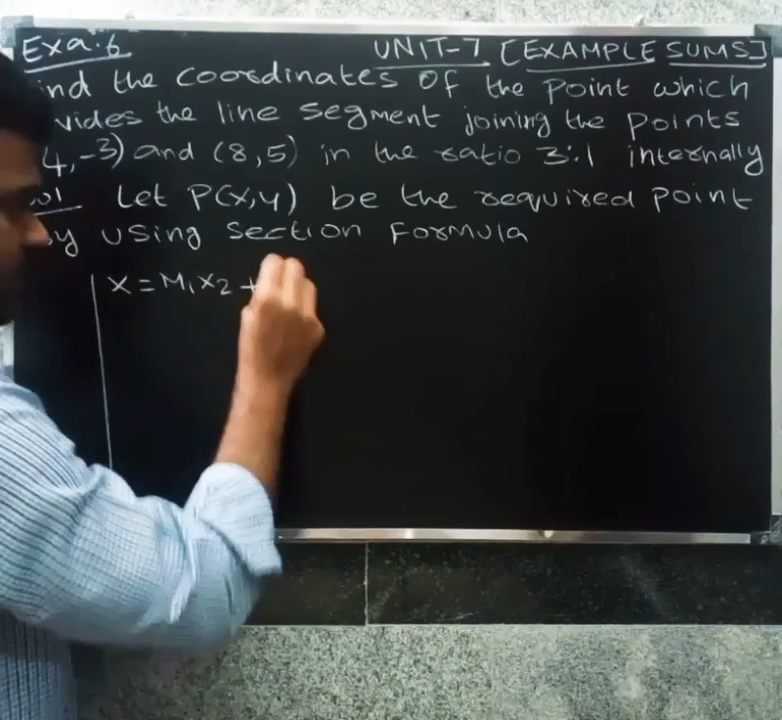 Exa.6 UNIT-7 [EXAMPLE SUMS]
ind the coordinates of the point which
vides the line segment joining the points
4,-3) and (8,5) in the ratio 3:1 internally
Let P(x,y) be the required point
y using section Formula
x = M₁x₂ +